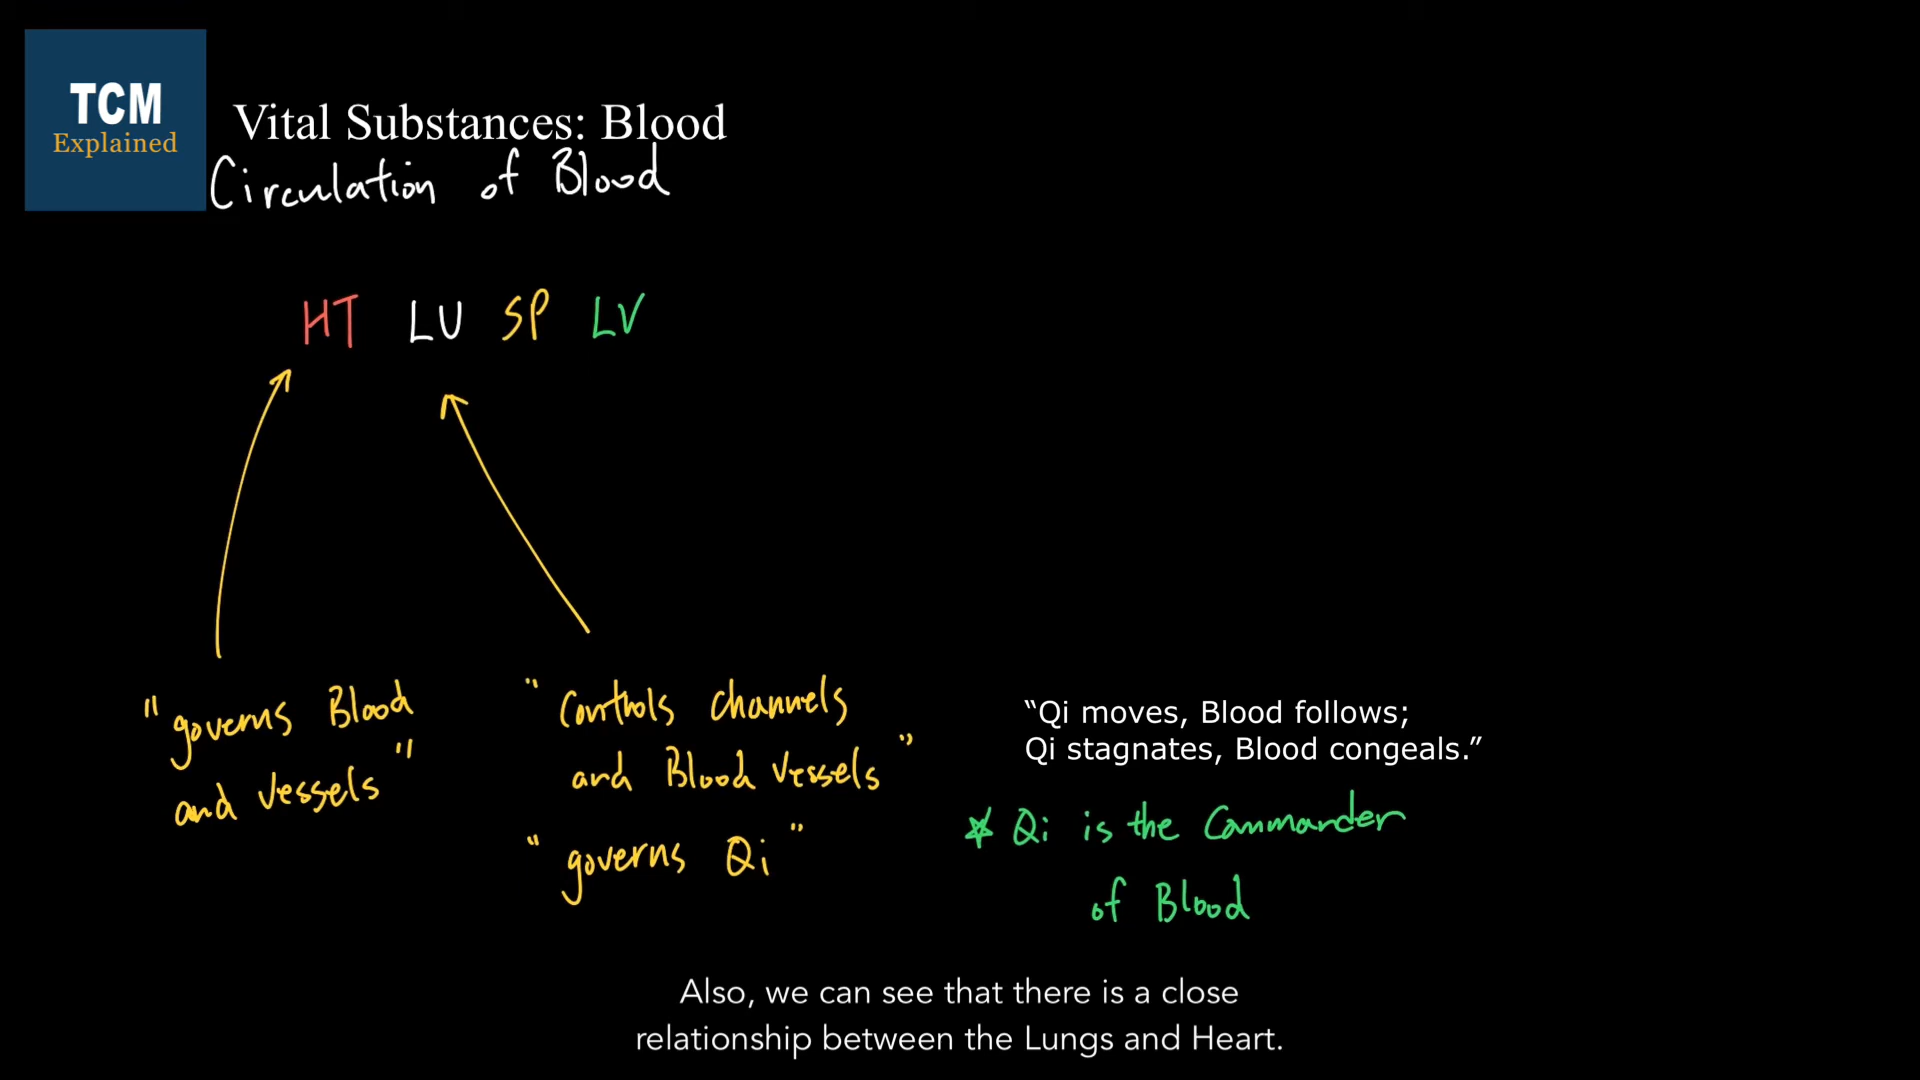 TCM
Explained
Vital Substances: Blood
Circulation of Blood
HT LU SP LV
"governs Blood
and vessels"
"Controls channels
and Blood vessels"
"governs Qi"
“Qi moves, Blood follows;
Qi stagnates, Blood congeals.”
* Qi is the Commander
of Blood
Also, we can see that there is a close
relationship between the Lungs and Heart.